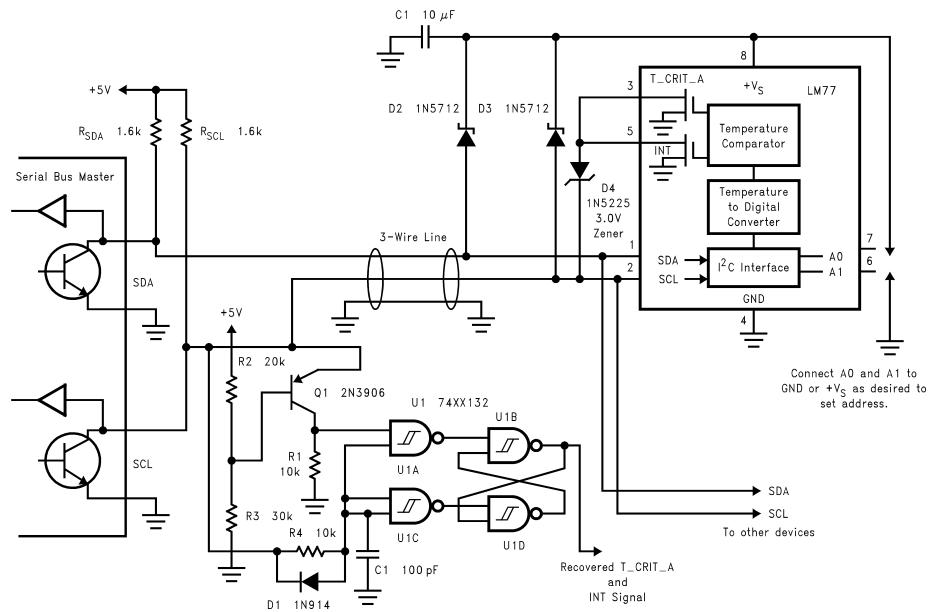 C1 10 μF
8
T_CRIT_A
+VS
LM77
3
+5V
D2 1N5712
D3 1N5712
RSDA 1.6k
RSCL 1.6k
5
INT
Temperature
Comparator
Serial Bus Master
D4
1N5225
3.0V
Zener
Temperature
to Digital
Converter
3-Wire Line
1
7
SDA
I2C Interface
A0
2
6
SCL
A1
SDA
GND
+5V
4
R2 20k
Q1 2N3906
Connect A0 and A1 to
GND or +VS as desired to
set address.
U1 74XX132
U1B
R1
10k
U1A
SCL
SDA
R3 30k
SCL
R4 10k
U1C
To other devices
U1D
C1 100pF
Recovered T_CRIT_A
and
INT Signal
D1 1N914